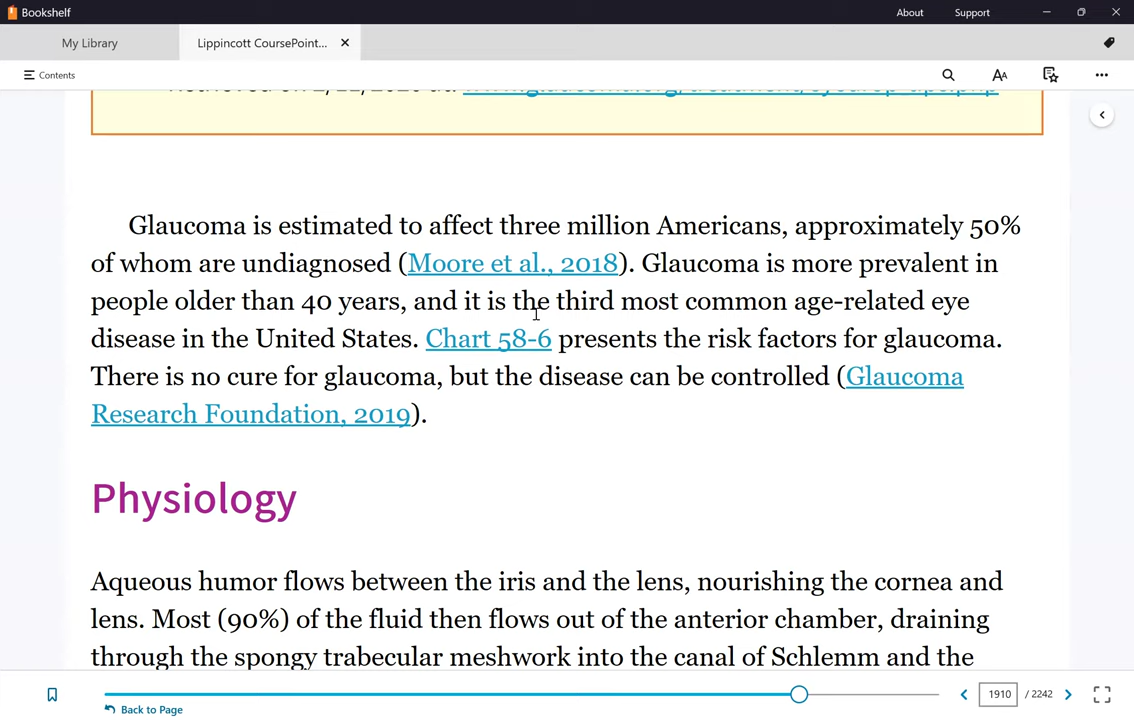 Bookshelf
About
Support
My Library
Lippincott CoursePoint...
Contents
Glaucoma is estimated to affect three million Americans, approximately 50%
of whom are undiagnosed (Moore et al., 2018). Glaucoma is more prevalent in
people older than 40 years, and it is the third most common age-related eye
disease in the United States. Chart 58-6 presents the risk factors for glaucoma.
There is no cure for glaucoma, but the disease can be controlled (Glaucoma
Research Foundation, 2019).
Physiology
Aqueous humor flows between the iris and the lens, nourishing the cornea and
lens. Most (90%) of the fluid then flows out of the anterior chamber, draining
through the spongy trabecular meshwork into the canal of Schlemm and the
1910 / 2242
Back to Page